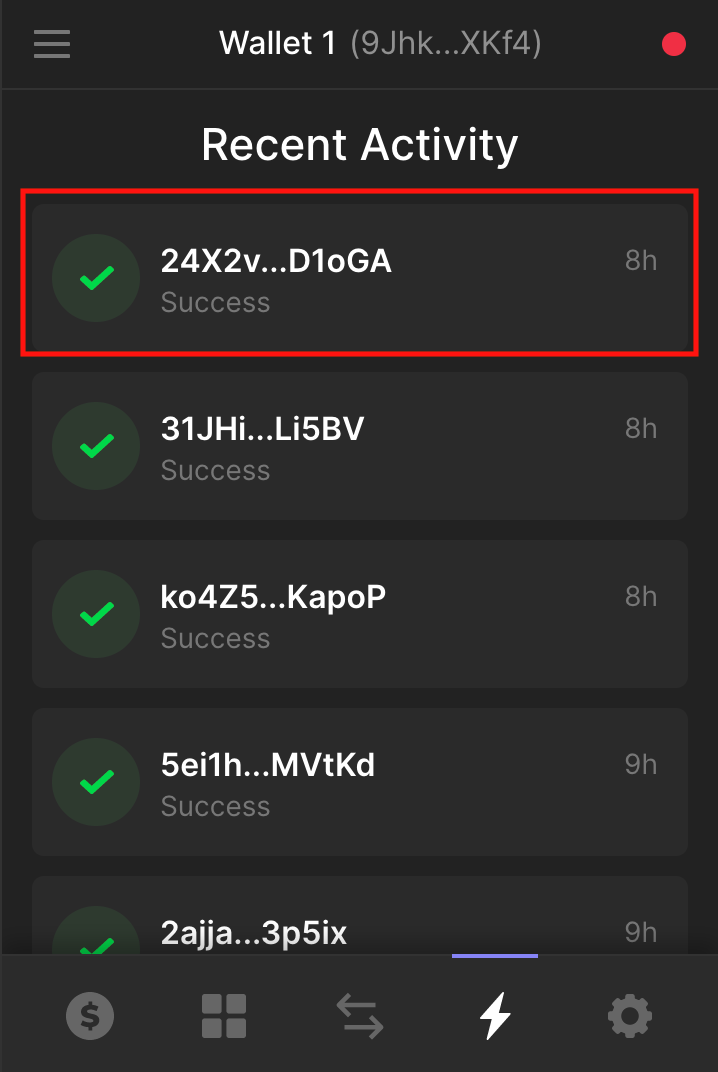 Wallet 1 (9Jhk...XKf4)
Recent Activity
24X2v...D1oGA 8h
Success
31JHi...Li5BV 8h
Success
ko4Z5...KapoP 8h
Success
5ei1h...MVtKd 9h
Success
2ajja...3p5ix 9h
$